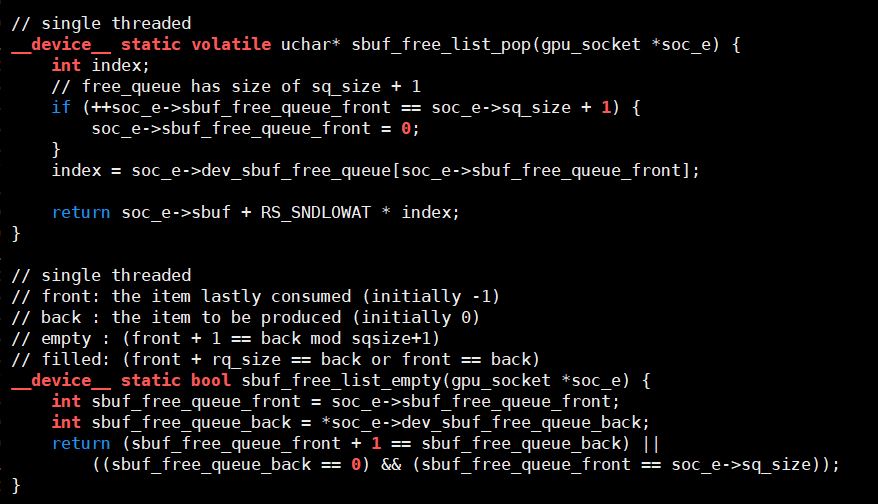 // single threaded
__device__ static volatile uchar* sbuf_free_list_pop(gpu_socket *soc_e) {
    int index;
    // free_queue has size of sq_size + 1
    if (++soc_e->sbuf_free_queue_front == soc_e->sq_size + 1) {
        soc_e->sbuf_free_queue_front = 0;
    }
    index = soc_e->dev_sbuf_free_queue[soc_e->sbuf_free_queue_front];

    return soc_e->sbuf + RS_SNDLOWAT * index;
}

// single threaded
// front: the item lastly consumed (initially -1)
// back : the item to be produced (initially 0)
// empty : (front + 1 == back mod sqsize+1)
// filled: (front + rq_size == back or front == back)
__device__ static bool sbuf_free_list_empty(gpu_socket *soc_e) {
    int sbuf_free_queue_front = soc_e->sbuf_free_queue_front;
    int sbuf_free_queue_back = *soc_e->dev_sbuf_free_queue_back;
    return (sbuf_free_queue_front + 1 == sbuf_free_queue_back) ||
        ((sbuf_free_queue_back == 0) && (sbuf_free_queue_front == soc_e->sq_size));
}